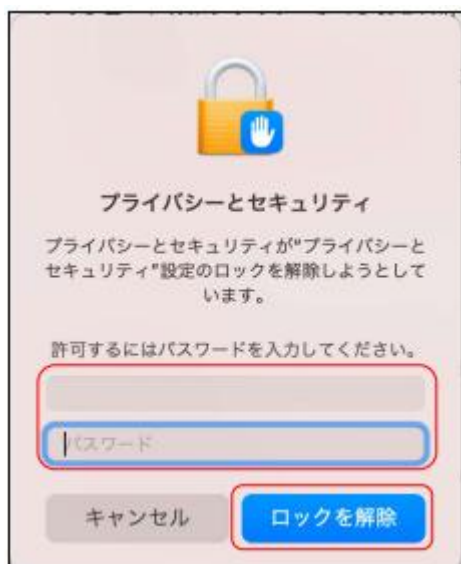 プライバシーとセキュリティ
プライバシーとセキュリティが"プライバシーと
セキュリティ"設定のロックを解除しようとして
います。
許可するにはパスワードを入力してください。
パスワード
キャンセル
ロックを解除